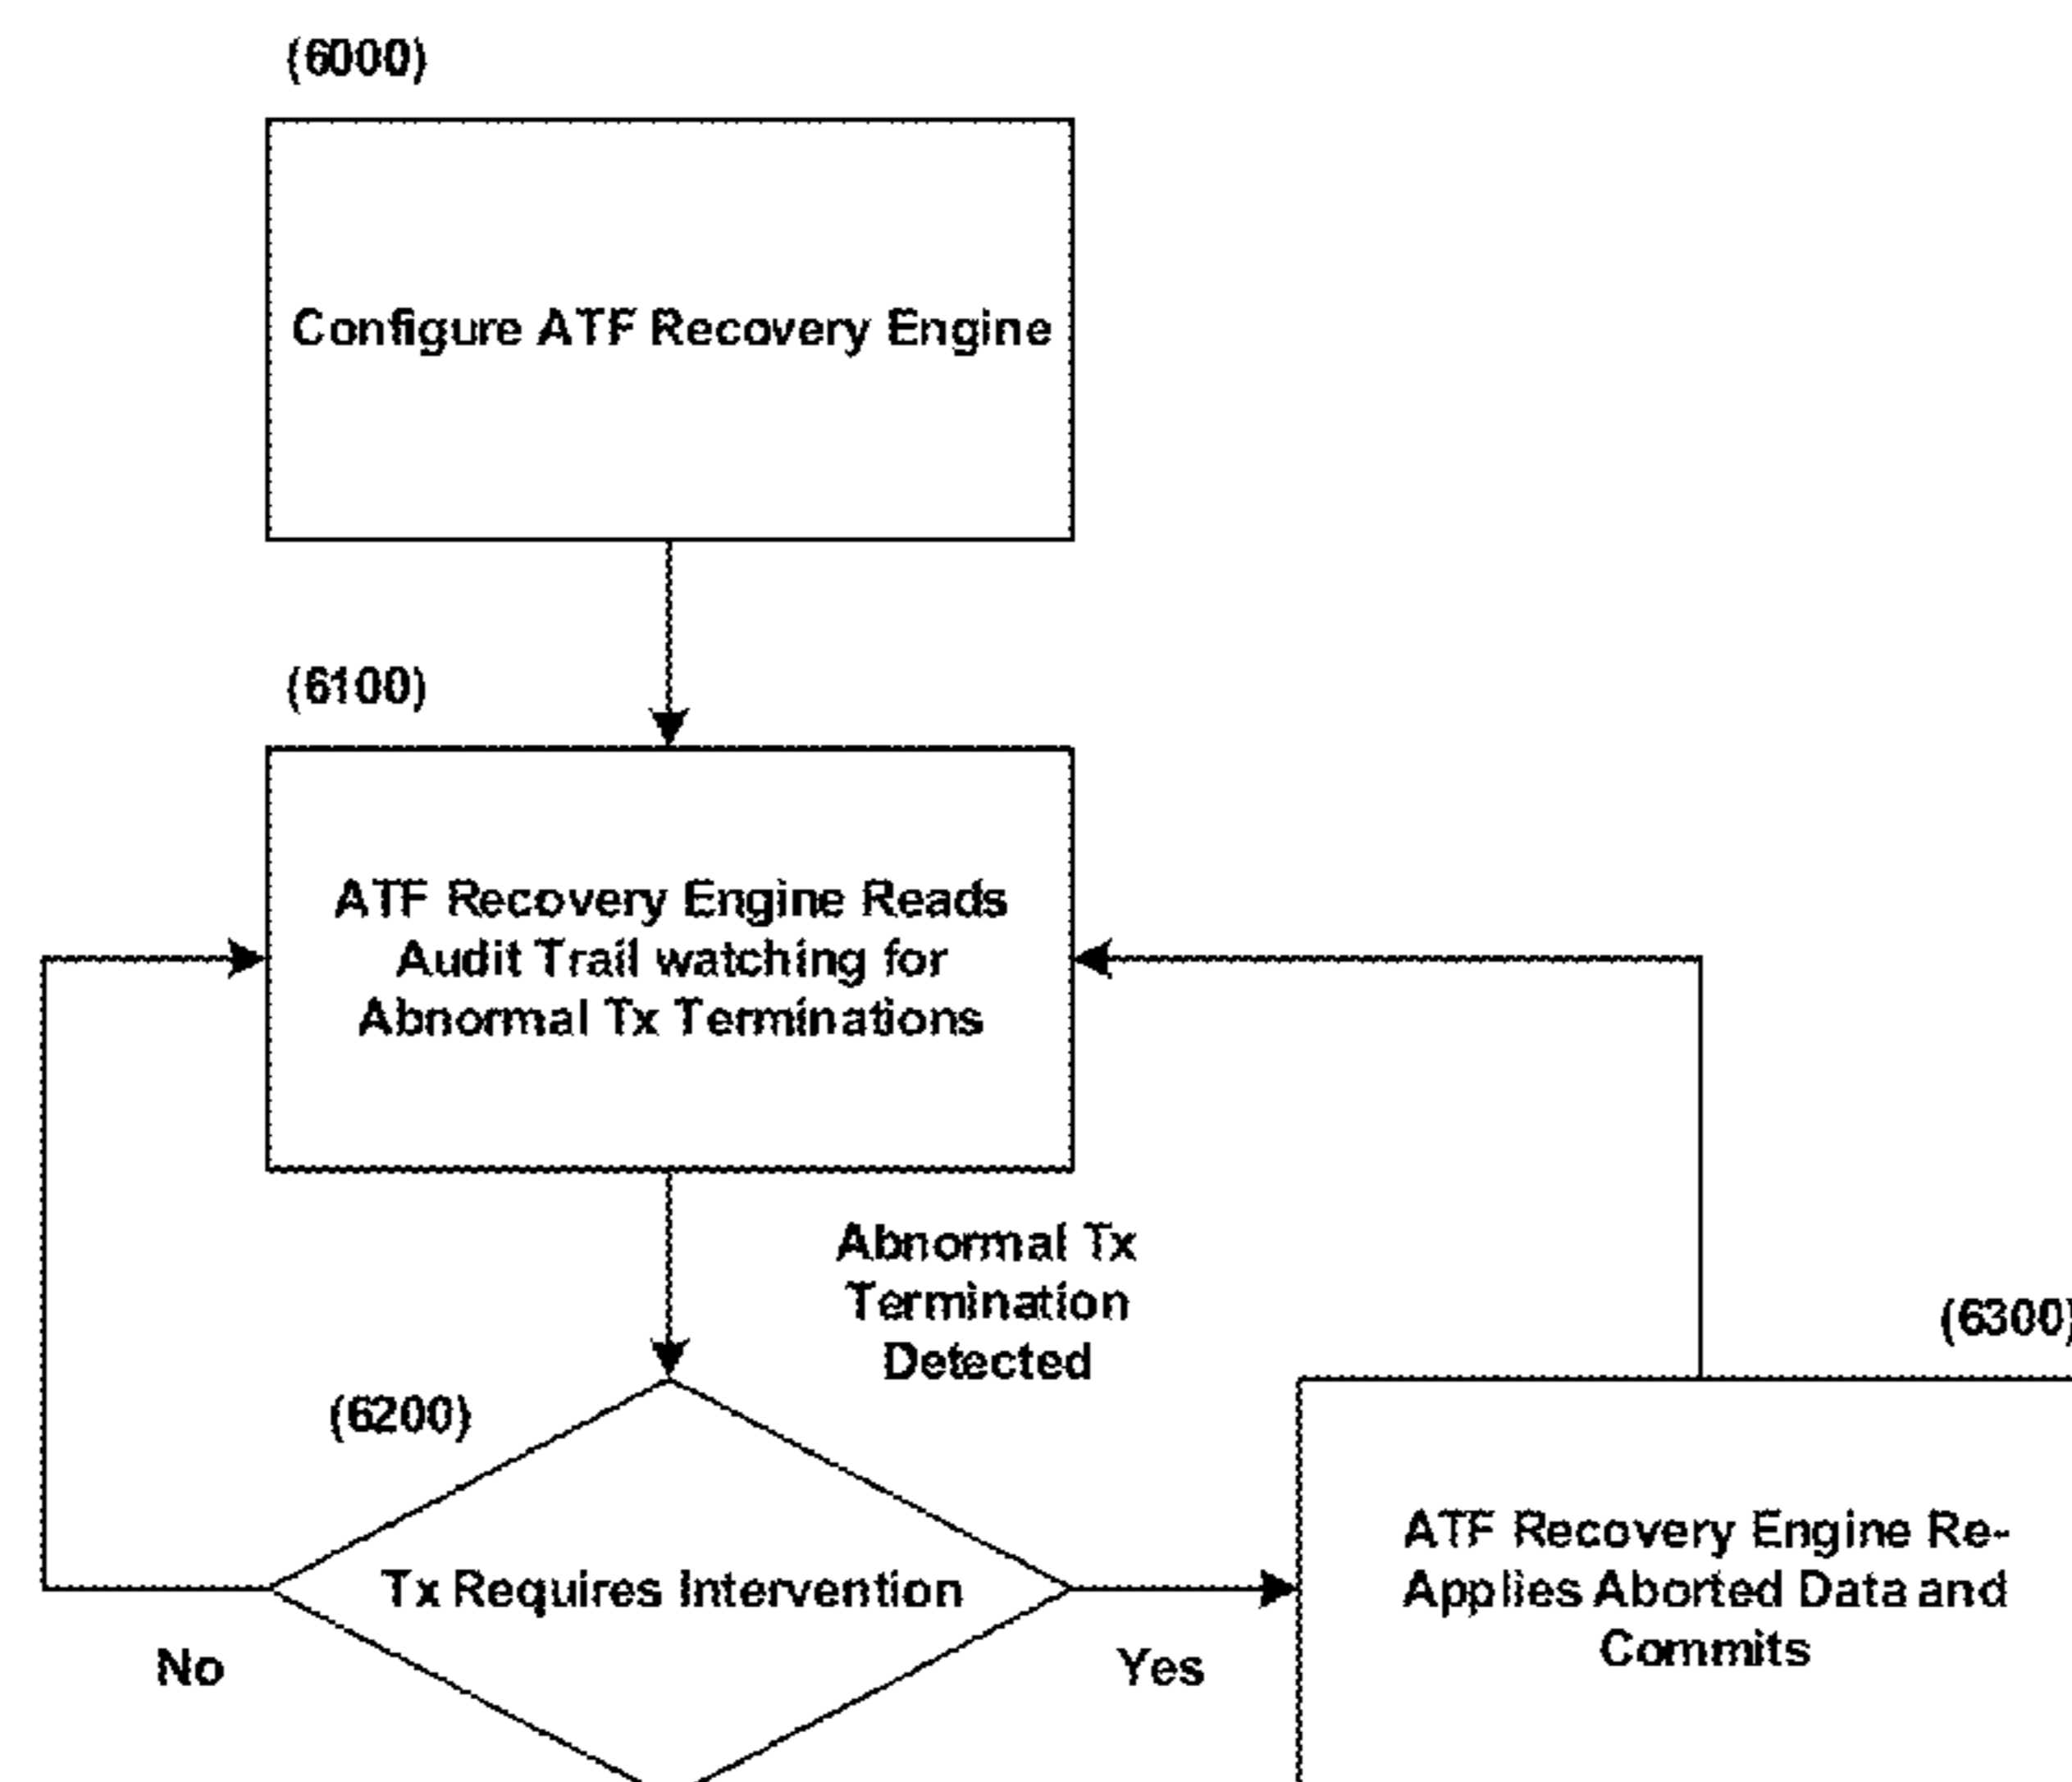 (6000)
Configure ATF Recovery Engine
(6100)
ATF Recovery Engine Reads
Audit Trail watching for
Abnormal Tx Terminations
Abnormal Tx
Termination
Detected
(6300)
(6200)
Tx Requires Intervention
ATF Recovery Engine Re-
Applies Aborted Data and
Commits
No
Yes